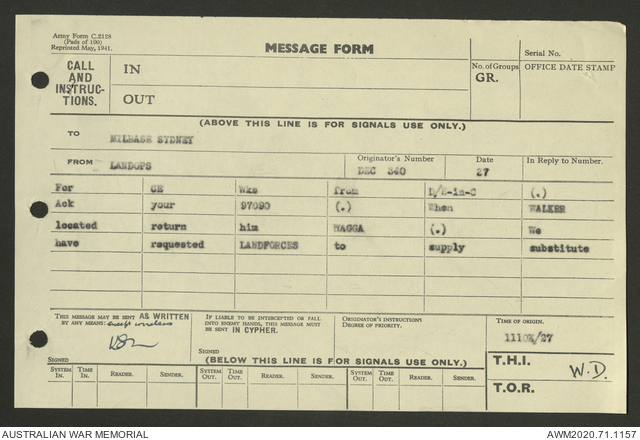 Army Form C.2128
(Pads of 100)
Reprinted May, 1941.
MESSAGE FORM
Serial No.
CALL
AND
INSTRUC-
TIONS.
IN
OUT
No. of Groups
GR.
OFFICE DATE STAMP
(ABOVE THIS LINE IS FOR SIGNALS USE ONLY.)
TO
MILBASE SYDNEY
FROM LANDOPS
Originator's Number
DEC 340
Date
27
In Reply to Number.
For CE Wks from D/E-in-C (.)
Ack your 97090 (.) When WALKER
located return him WAGGA (.) We
have requested LANDFORCES to supply substitute
THIS MESSAGE MAY BE SENT AS WRITTEN
BY ANY MEANS: except wireless
SIGNED
IF LIABLE TO BE INTERCEPTED OR FALL
INTO ENEMY HANDS, THIS MESSAGE MUST
BE SENT IN CYPHER.
SIGNED
ORIGINATOR'S INSTRUCTIONS
DEGREE OF PRIORITY.
TIME OF ORIGIN.
1110K/27
(BELOW THIS LINE IS FOR SIGNALS USE ONLY.)
T.H.I.
W.D.
T.O.R.
SYSTEM IN. TIME IN. READER. SENDER. SYSTEM OUT. TIME OUT. READER. SENDER. SYSTEM OUT. TIME OUT. READER. SENDER.
AUSTRALIAN WAR MEMORIAL
AWM2020.71.1157